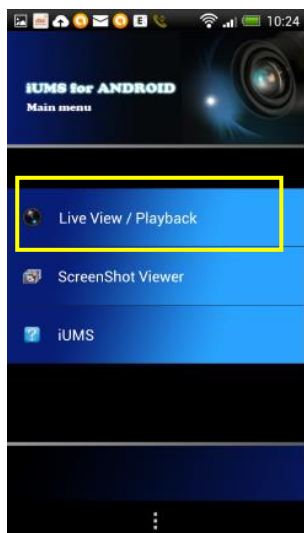 10:24
iUMS for ANDROID
Main menu
Live View / Playback
ScreenShot Viewer
iUMS